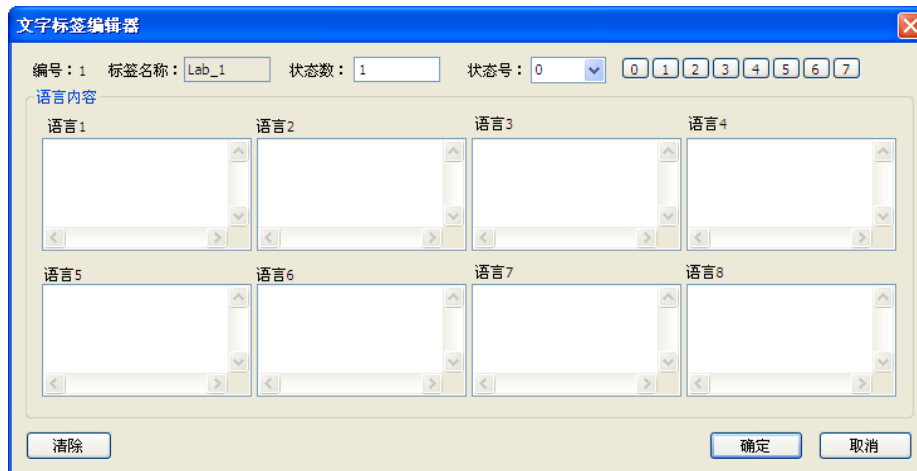 文字标签编辑器
编号：1 标签名称：Lab_1 状态数：1 状态号：0 0 1 2 3 4 5 6 7
语言内容
语言1 语言2 语言3 语言4
语言5 语言6 语言7 语言8
清除 确定 取消